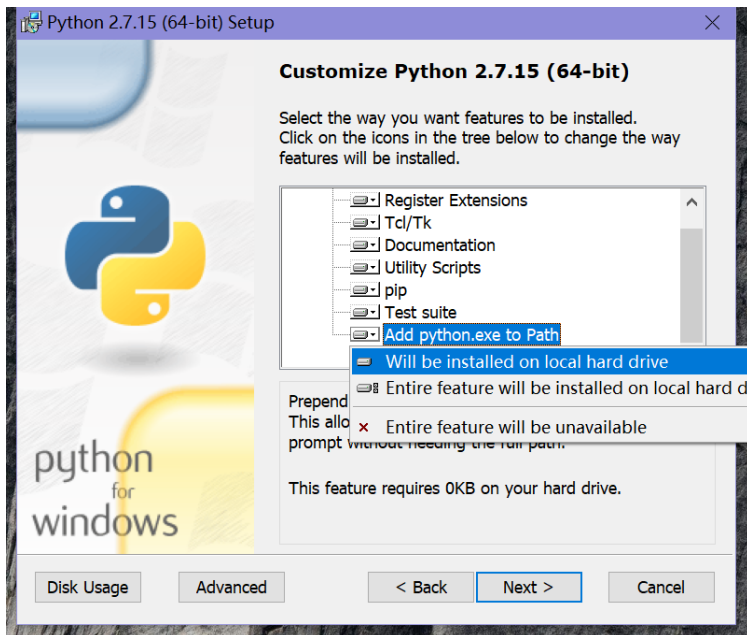 Python 2.7.15 (64-bit) Setup
Customize Python 2.7.15 (64-bit)
Select the way you want features to be installed.
Click on the icons in the tree below to change the way
features will be installed.
Register Extensions
Tcl/Tk
Documentation
Utility Scripts
pip
Test suite
Add python.exe to Path
Will be installed on local hard drive
Entire feature will be installed on local hard d
Entire feature will be unavailable
Prepend
This allo
prompt without needing the full path.
This feature requires 0KB on your hard drive.
python
for
windows
Disk Usage
Advanced
< Back
Next >
Cancel